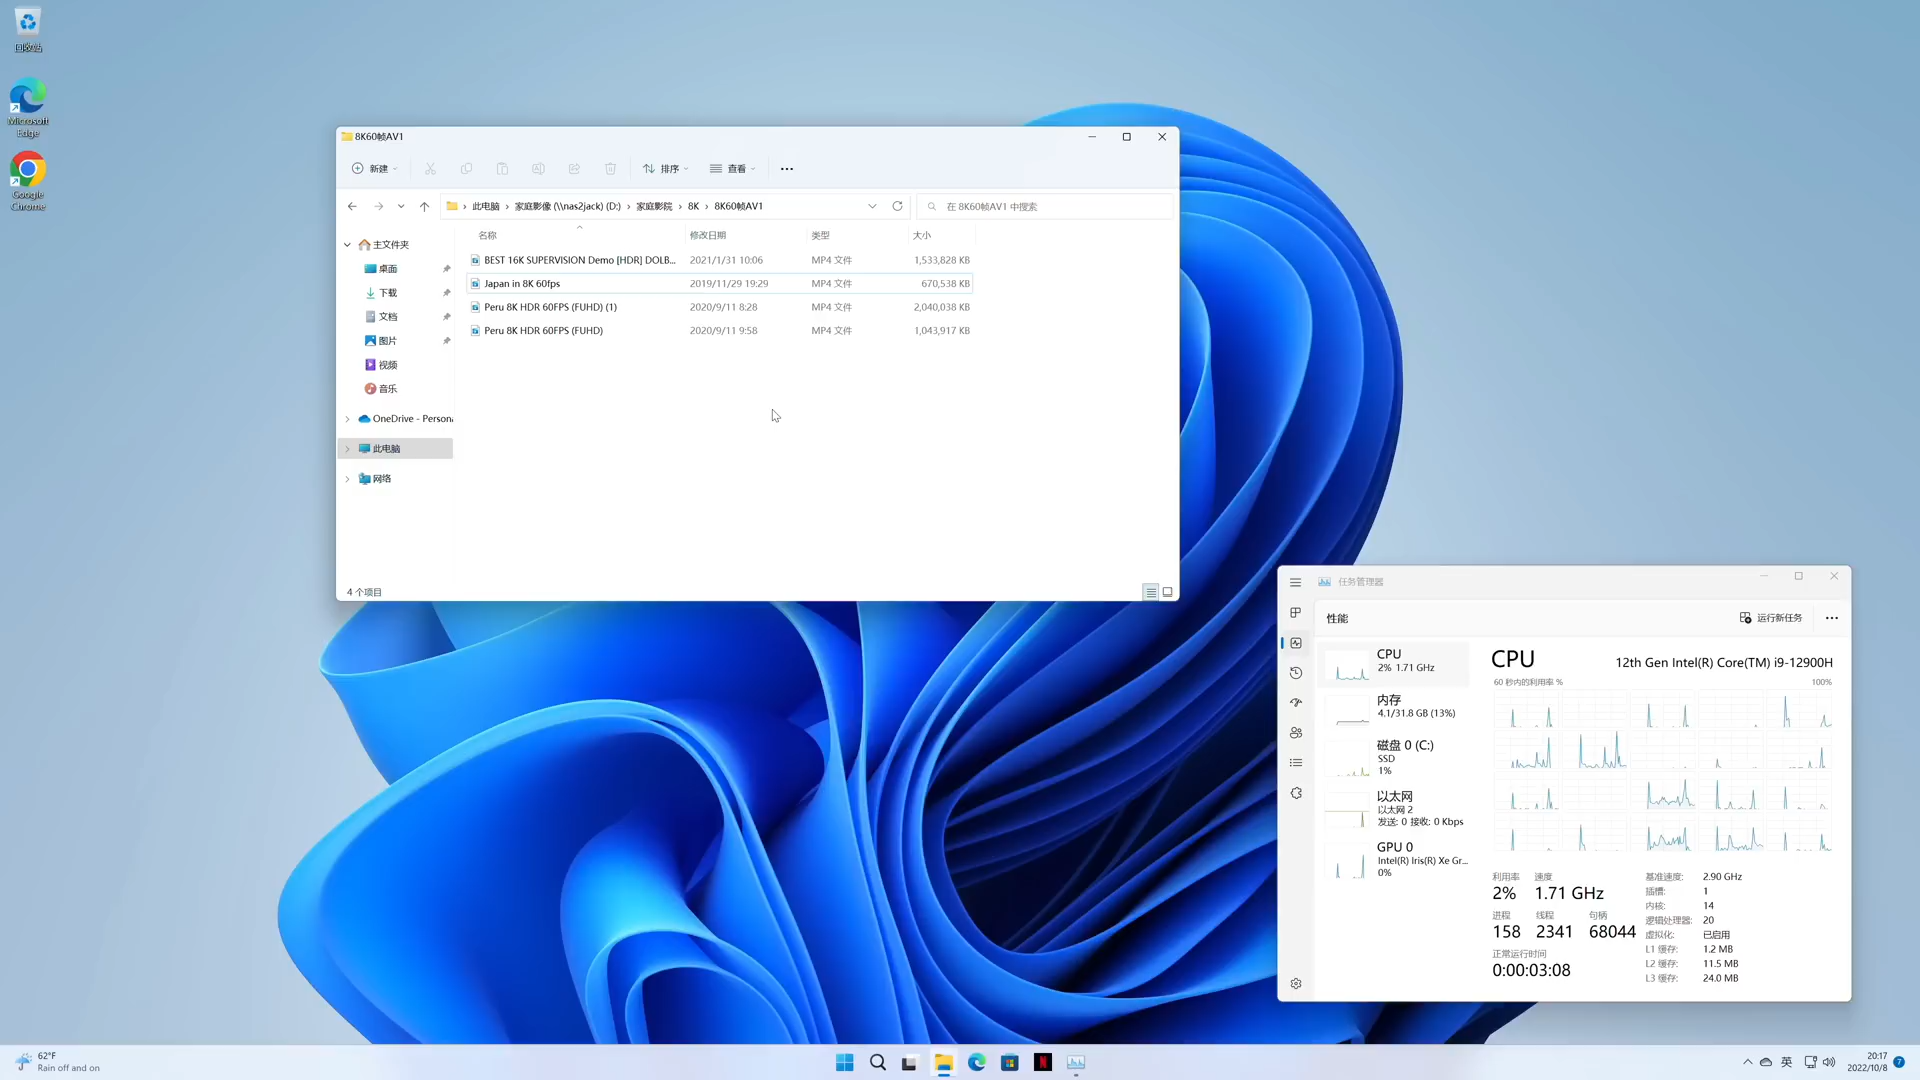 回收站
Microsoft
Edge
Google
Chrome
8K60帧AV1
新建
排序
查看
此电脑 › 家庭影像 (\\nas2jack) (D:) › 家庭影院 › 8K › 8K60帧AV1
在 8K60帧AV1 中搜索
名称 修改日期 类型 大小
BEST 16K SUPERVISION Demo [HDR] DOLB... 2021/1/31 10:06 MP4 文件 1,533,828 KB
Japan in 8K 60fps 2019/11/29 19:29 MP4 文件 670,538 KB
Peru 8K HDR 60FPS (FUHD) (1) 2020/9/11 8:28 MP4 文件 2,040,038 KB
Peru 8K HDR 60FPS (FUHD) 2020/9/11 9:58 MP4 文件 1,043,917 KB
主文件夹
桌面
下载
文档
图片
视频
音乐
OneDrive - Persona
此电脑
网络
4 个项目
任务管理器
性能
运行新任务
CPU
2% 1.71 GHz
内存
4.1/31.8 GB (13%)
磁盘 0 (C:)
SSD
1%
以太网
以太网 2
发送: 0 接收: 0 Kbps
GPU 0
Intel(R) Iris(R) Xe Gr...
0%
CPU 12th Gen Intel(R) Core(TM) i9-12900H
60 秒内的利用率 % 100%
利用率 速度
2% 1.71 GHz
进程 线程 句柄
158 2341 68044
正常运行时间
0:00:03:08
基准速度: 2.90 GHz
插槽: 1
内核: 14
逻辑处理器: 20
虚拟化: 已启用
L1 缓存: 1.2 MB
L2 缓存: 11.5 MB
L3 缓存: 24.0 MB
62°F
Rain off and on
N
英
20:17
2022/10/8
7